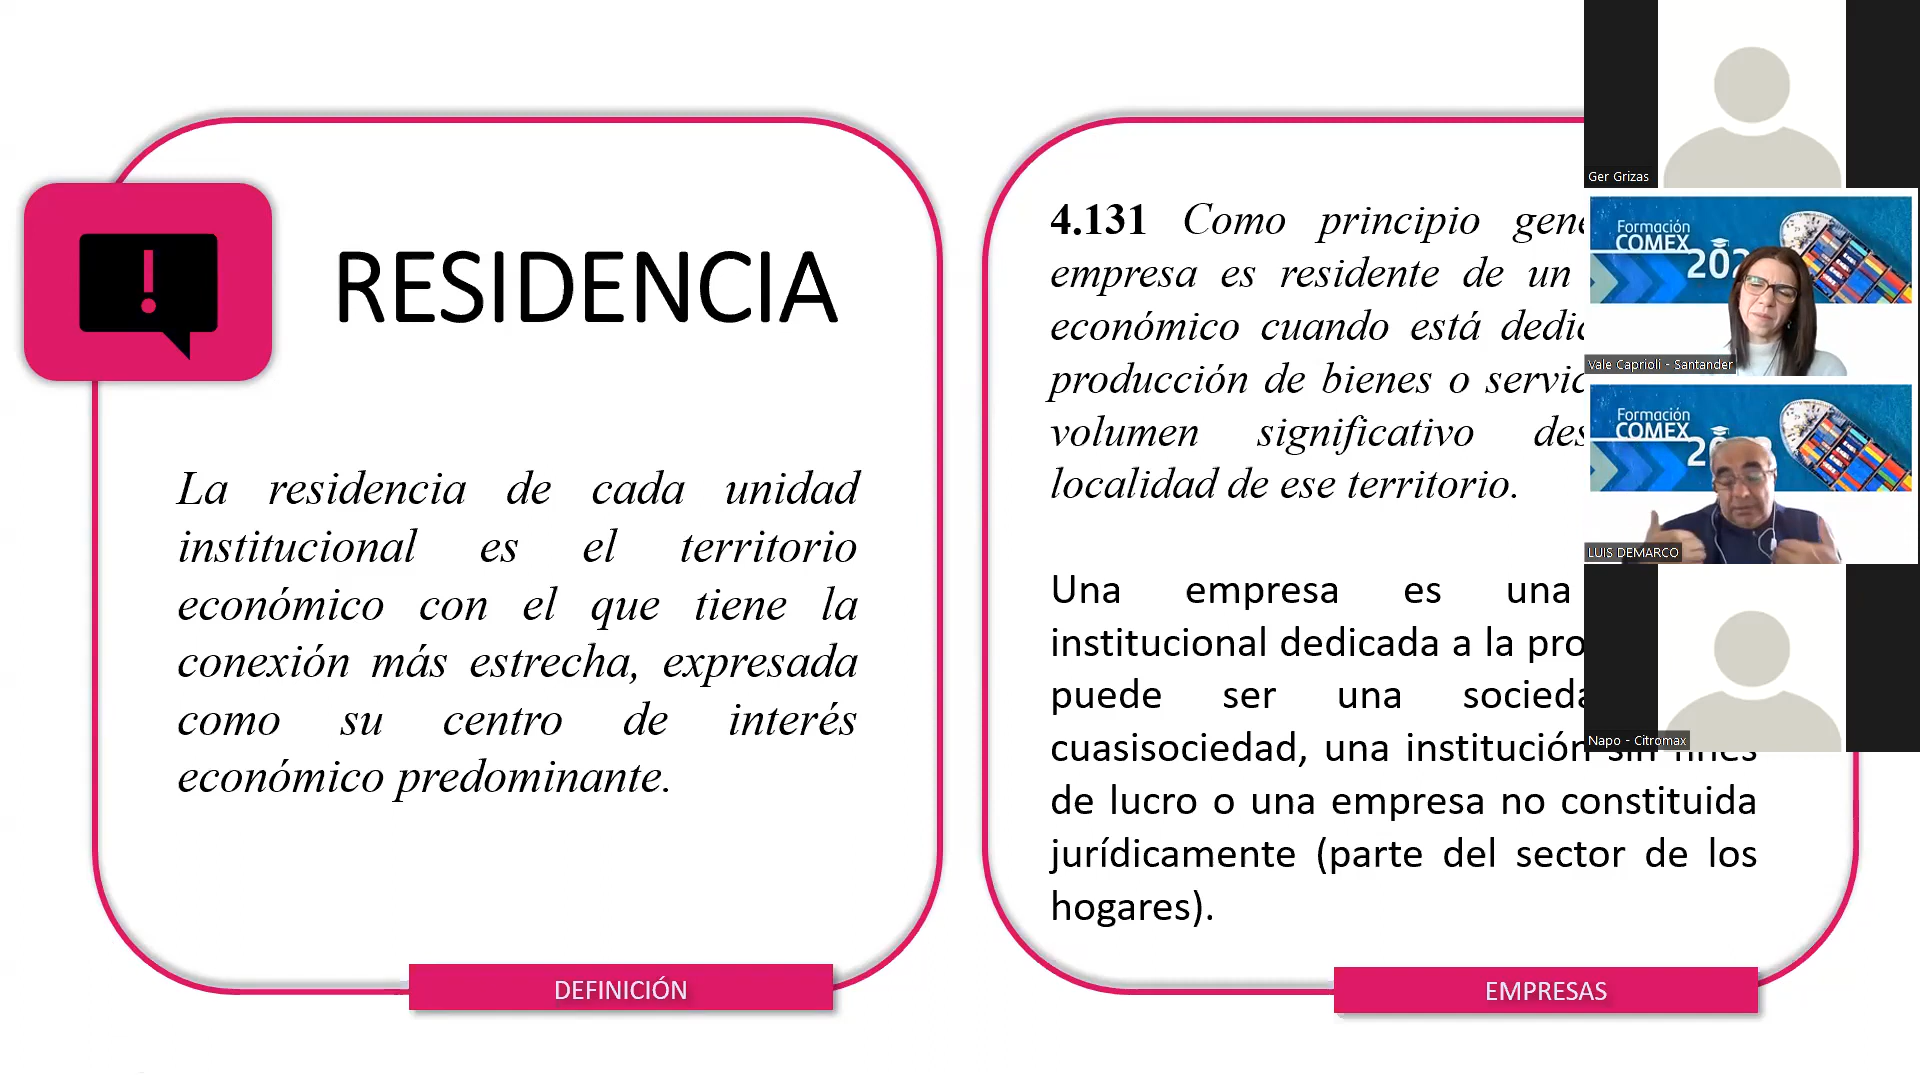 RESIDENCIA
La residencia de cada unidad
institucional es el territorio
económico con el que tiene la
conexión más estrecha, expresada
como su centro de interés
económico predominante.
DEFINICIÓN
4.131 Como principio
empresa es residente de un
económico cuando está
producción de bienes o
volumen significativo
localidad de ese territorio.
Una empresa es una
institucional dedicada a la
puede ser una
cuasisociedad, una institución sin fines
de lucro o una empresa no constituida
jurídicamente (parte del sector de los
hogares).
EMPRESAS
Ger Grizas
Formación
COMEX
Vale Caprioli - Santander
Formación
COMEX
LUIS DEMARCO
Napo - Citromax